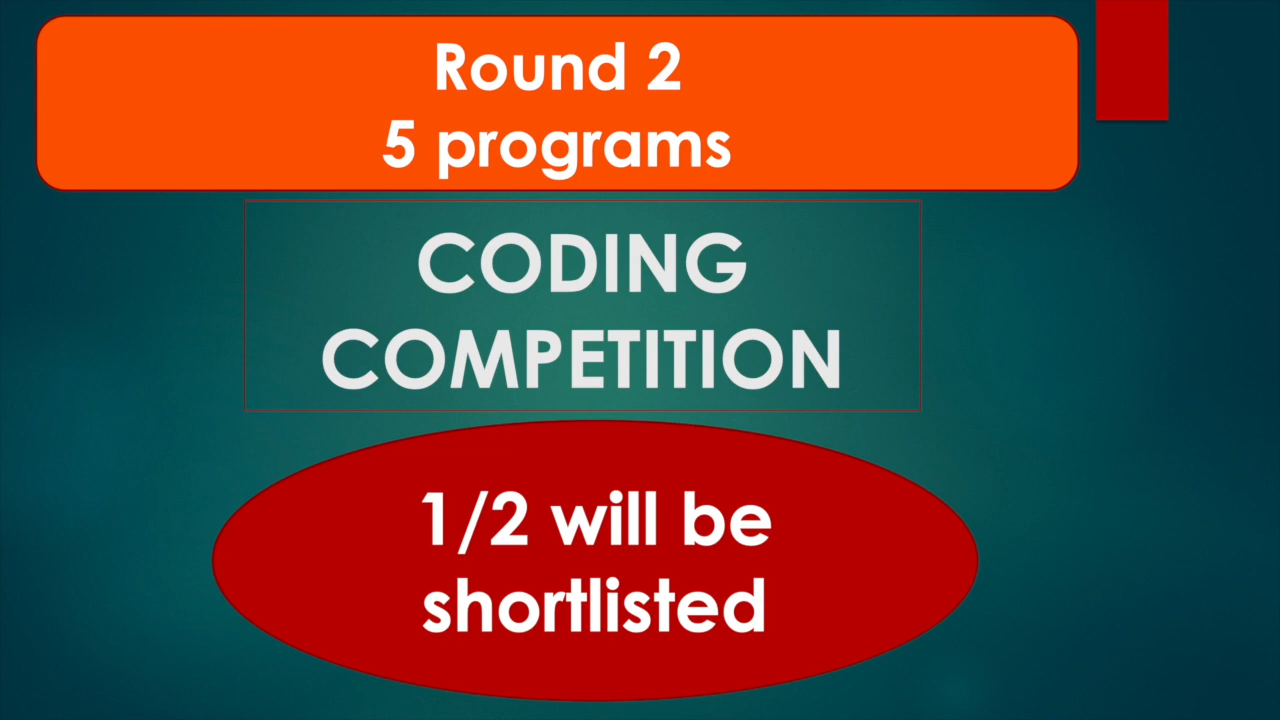 Round 2
5 programs
CODING
COMPETITION
1/2 will be
shortlisted